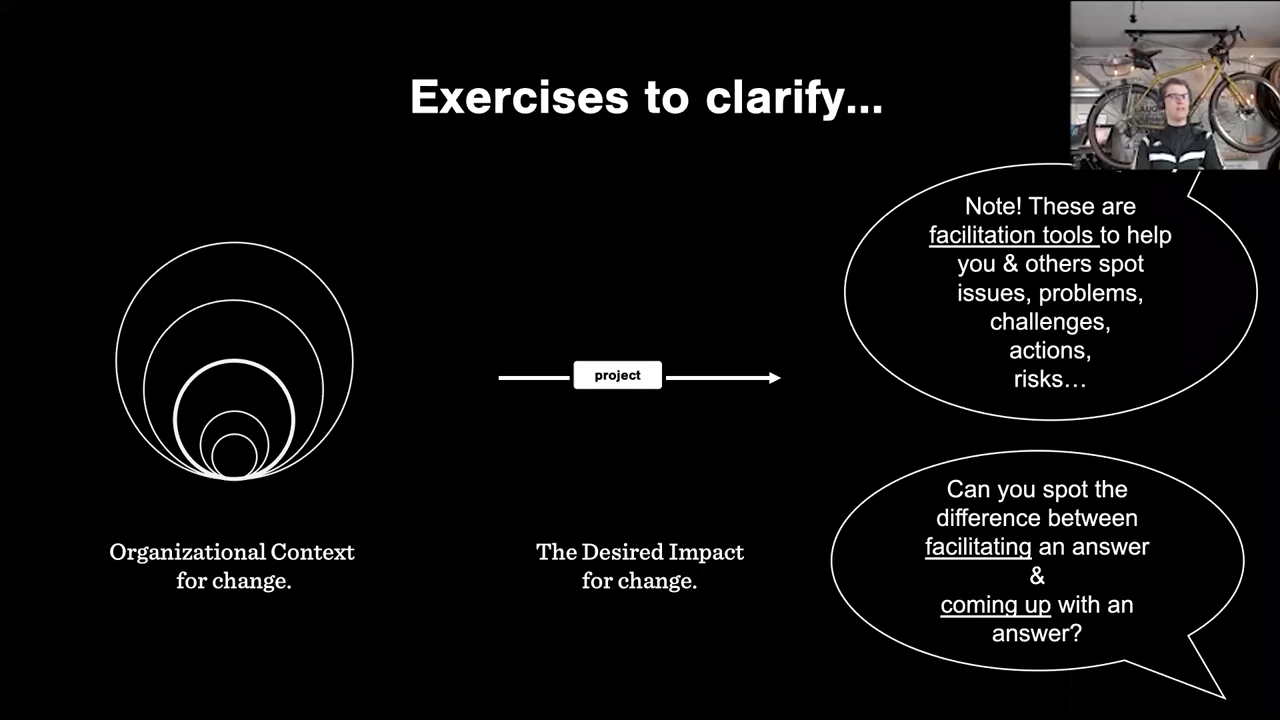 Exercises to clarify...
project
Organizational Context
for change.
The Desired Impact
for change.
Note! These are
facilitation tools to help
you & others spot
issues, problems,
challenges,
actions,
risks…
Can you spot the
difference between
facilitating an answer
&
coming up with an
answer?